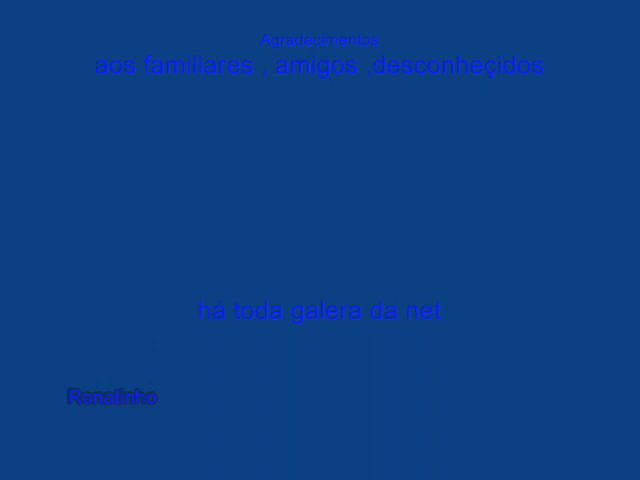 Agradecimentos
aos familiares , amigos ,desconheçidos
há toda galera da net
Renatinho